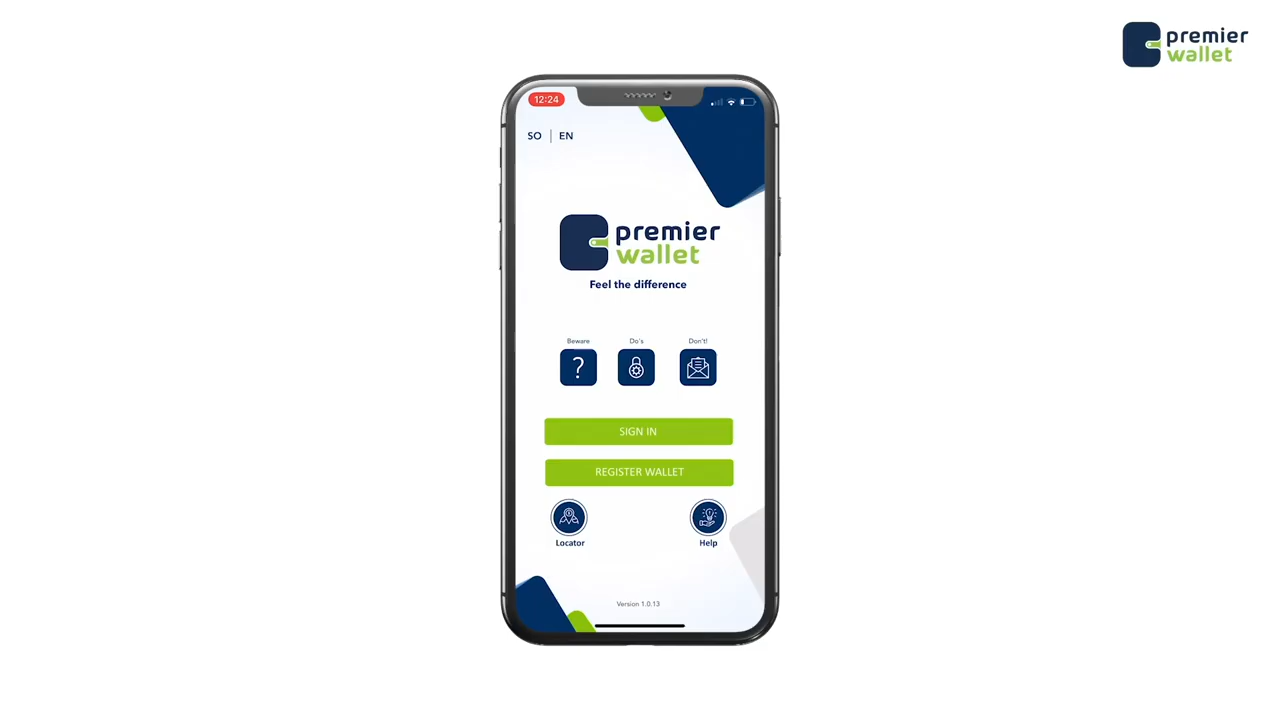 premier
wallet
12:24
SO | EN
premier
wallet
Feel the difference
Beware Do's Don't!
?
SIGN IN
REGISTER WALLET
Locator Help
Version 1.0.13